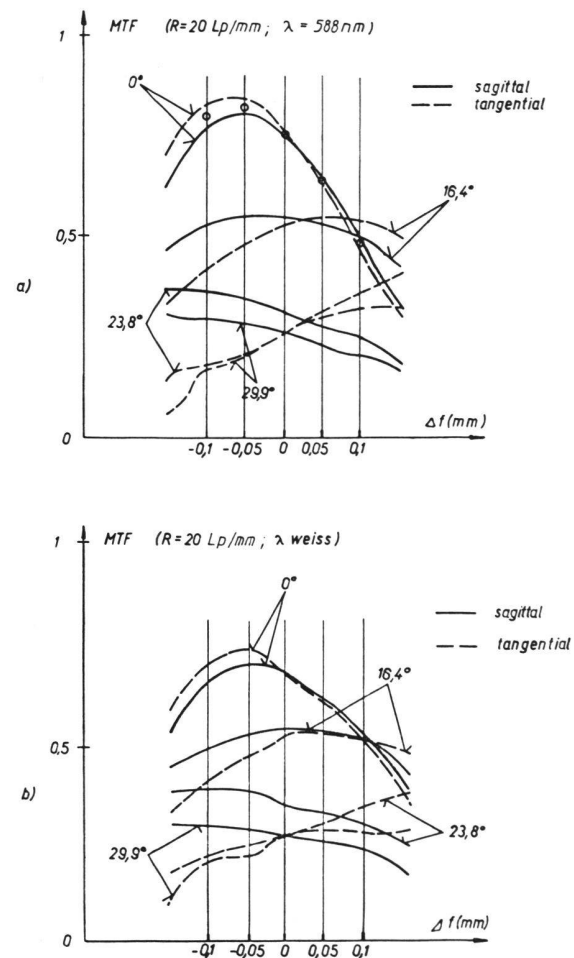 1
MTF (R=20 Lp/mm; λ = 588nm)
0°
sagittal
tangential
16,4°
0,5
a)
23,8°
29,9°
Δf(mm)
0
-0,1 -0,05 0 0,05 0,1
1
MTF (R=20 Lp/mm; λ weiss)
0°
sagittal
tangential
16,4°
0,5
b)
23,8°
29,9°
Δf(mm)
0
-0,1 -0,05 0 0,05 0,1